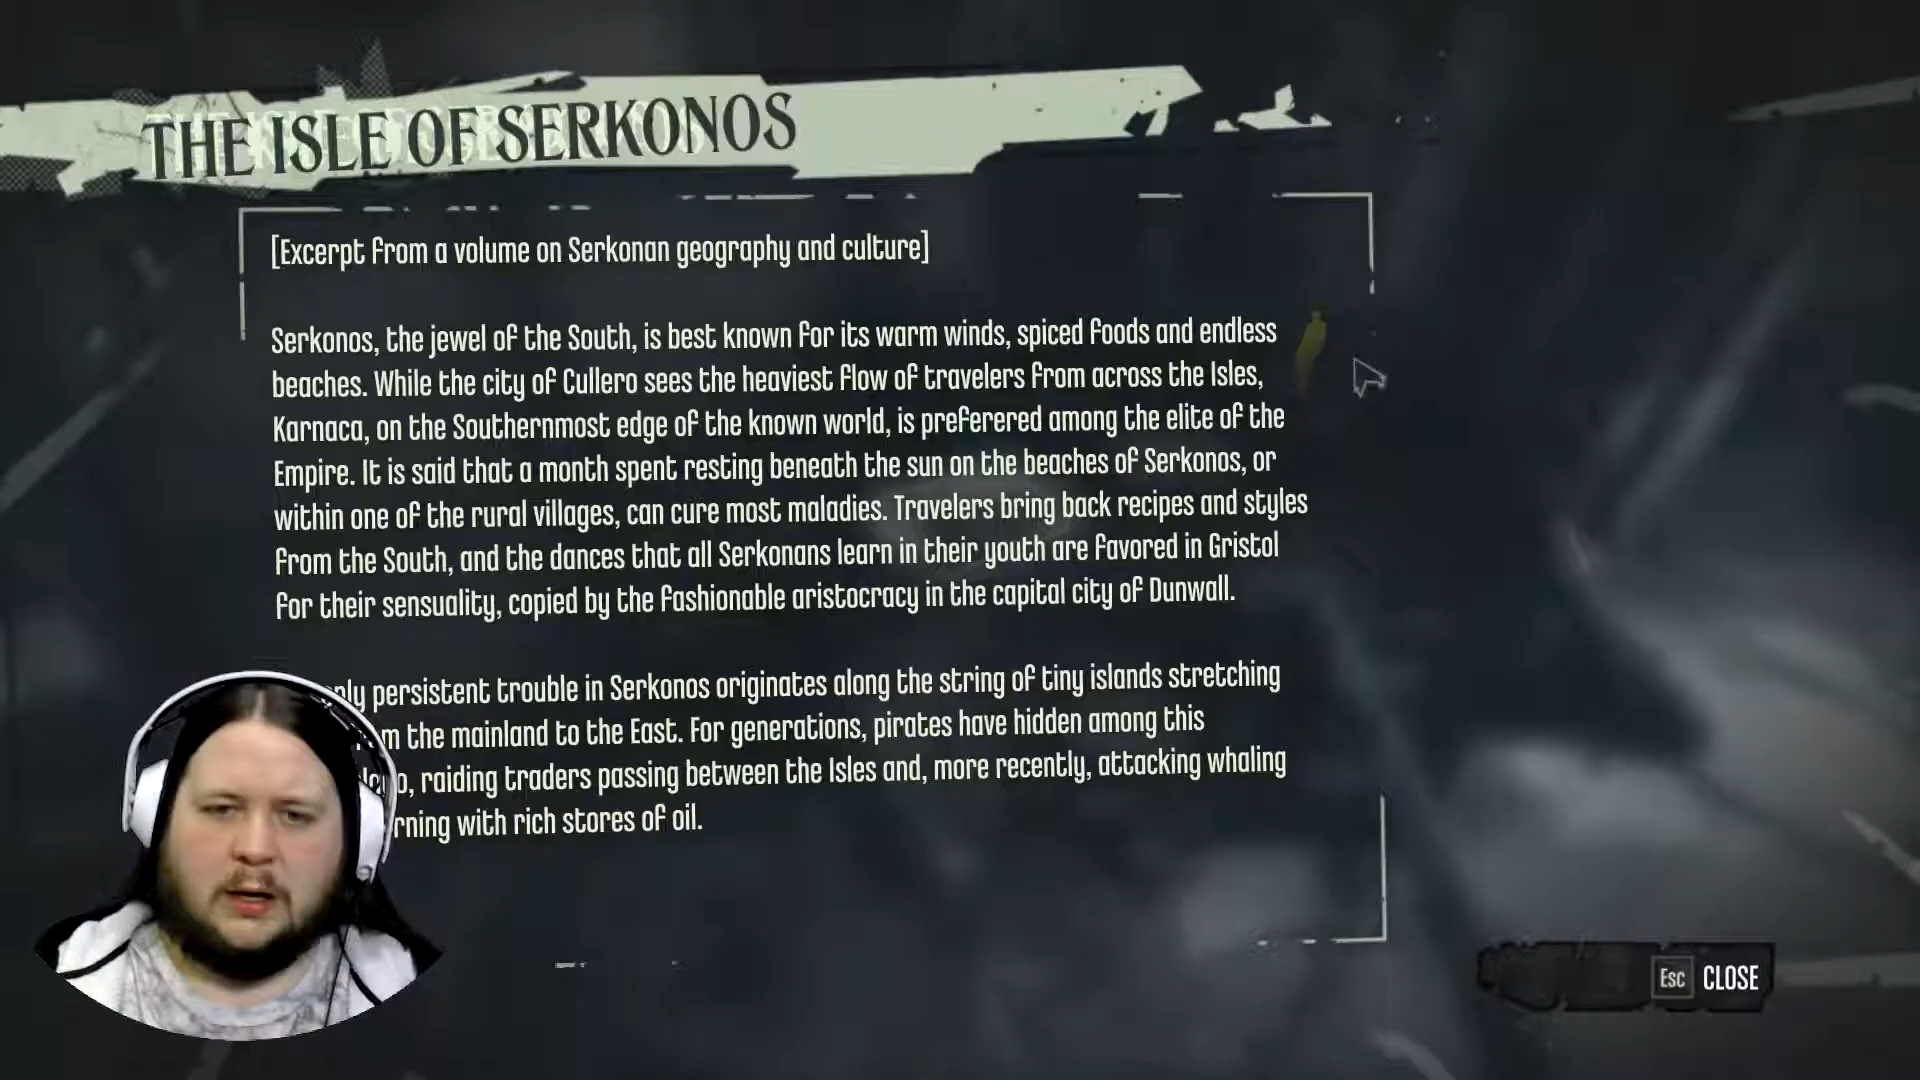 THE ISLE OF SERKONOS
[Excerpt from a volume on Serkonan geography and culture]
Serkonos, the jewel of the South, is best known for its warm winds, spiced foods and endless
beaches. While the city of Cullero sees the heaviest flow of travelers from across the Isles,
Karnaca, on the Southernmost edge of the known world, is preferered among the elite of the
Empire. It is said that a month spent resting beneath the sun on the beaches of Serkonos, or
within one of the rural villages, can cure most maladies. Travelers bring back recipes and styles
from the South, and the dances that all Serkonans learn in their youth are favored in Gristol
for their sensuality, copied by the fashionable aristocracy in the capital city of Dunwall.
persistent trouble in Serkonos originates along the string of tiny islands stretching
the mainland to the East. For generations, pirates have hidden among this
raiding traders passing between the Isles and, more recently, attacking whaling
with rich stores of oil.
Esc CLOSE